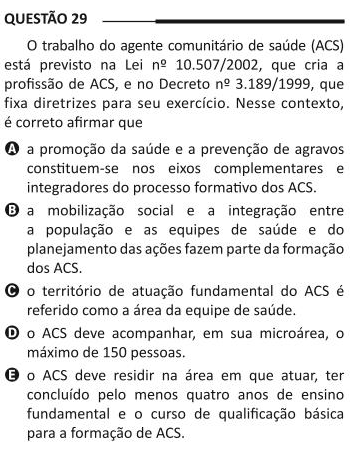 QUESTÃO 29
O trabalho do agente comunitário de saúde (ACS)
está previsto na Lei nº 10.507/2002, que cria a
profissão de ACS, e no Decreto nº 3.189/1999, que
fixa diretrizes para seu exercício. Nesse contexto,
é correto afirmar que
A a promoção da saúde e a prevenção de agravos
constituem-se nos eixos complementares e
integradores do processo formativo dos ACS.
B a mobilização social e a integração entre
a população e as equipes de saúde e do
planejamento das ações fazem parte da formação
dos ACS.
C o território de atuação fundamental do ACS é
referido como a área da equipe de saúde.
D o ACS deve acompanhar, em sua microárea, o
máximo de 150 pessoas.
E o ACS deve residir na área em que atuar, ter
concluído pelo menos quatro anos de ensino
fundamental e o curso de qualificação básica
para a formação de ACS.